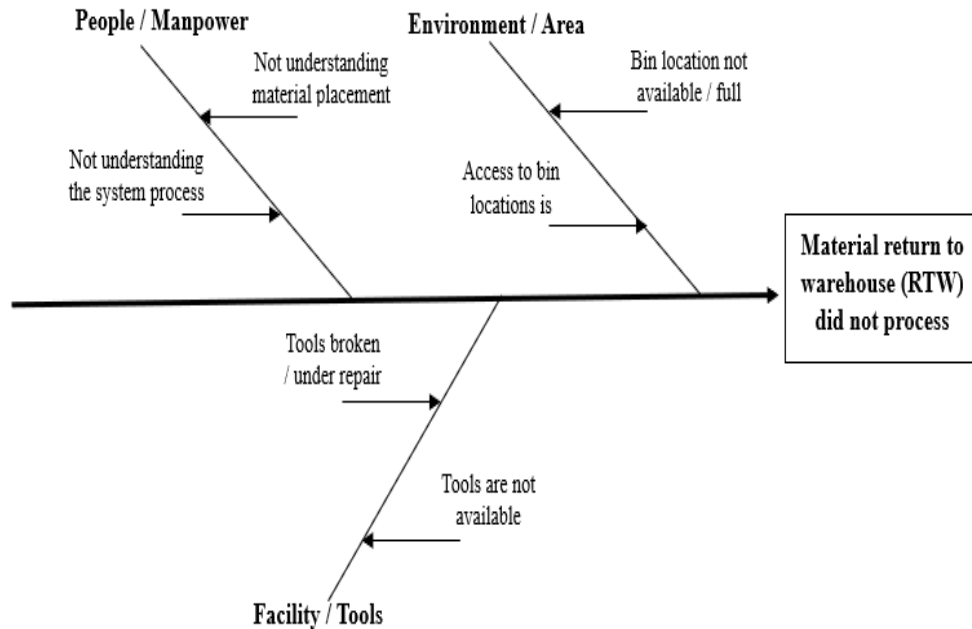 People / Manpower
Environment / Area
Not understanding
material placement
Bin location not
available / full
Not understanding
the system process
Access to bin
locations is
Material return to
warehouse (RTW)
did not process
Tools broken
/ under repair
Tools are not
available
Facility / Tools